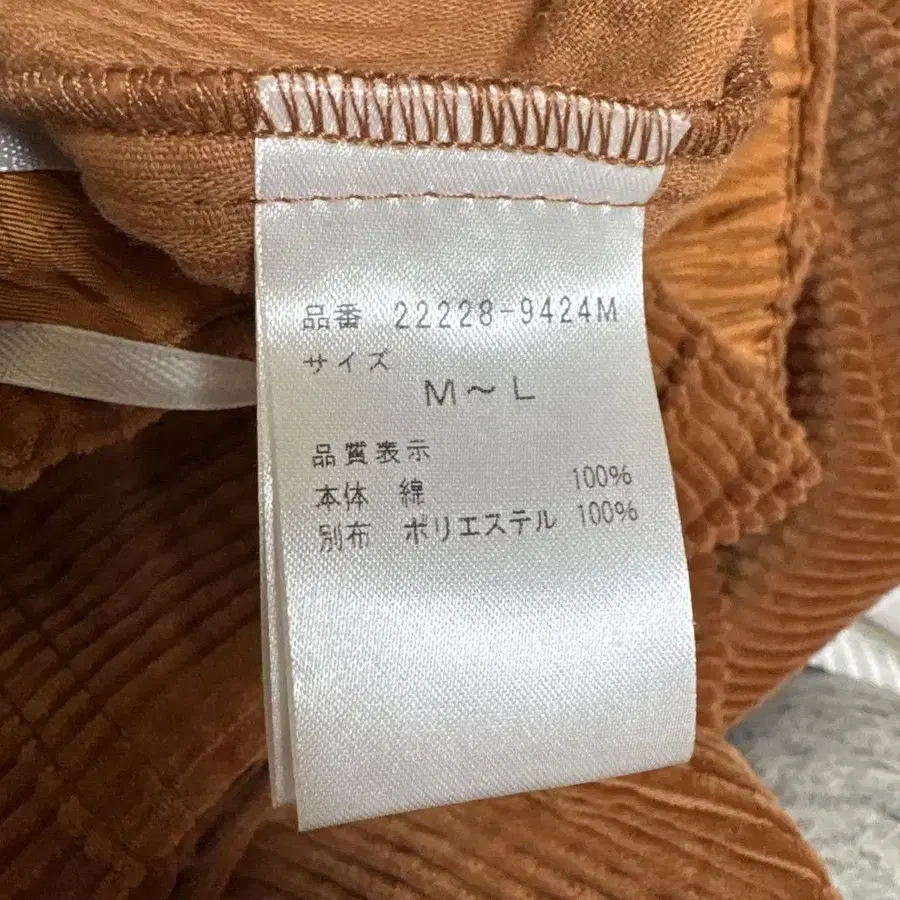 品番 22228-9424M
サイズ
M～L
品質表示
本体 綿 100%
別布 ポリエステル 100%